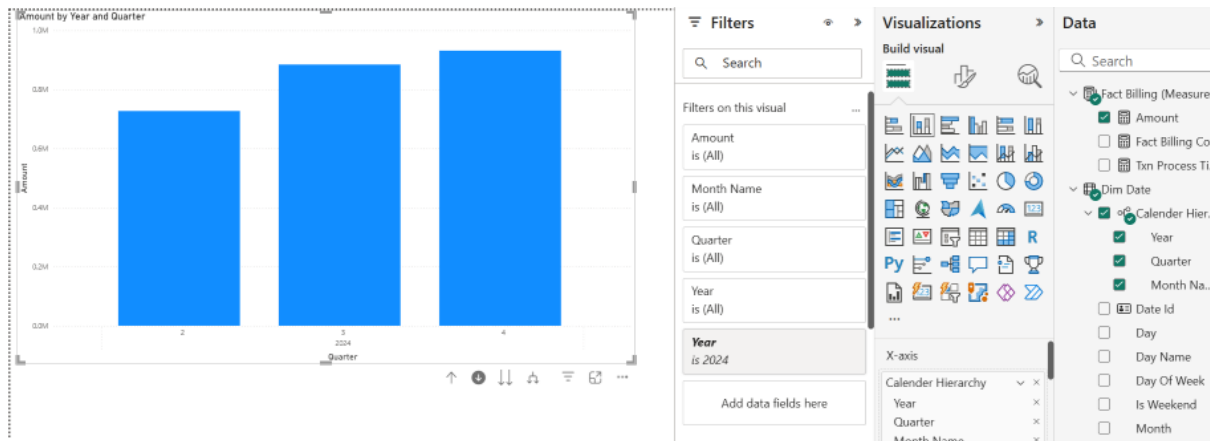 Amount by Year and Quarter
1.0M
0.8M
0.6M
0.4M
0.2M
0.0M
Amount
2
3
4
2024
Quarter
Filters
Search
Filters on this visual
...
Amount
is (All)
Month Name
is (All)
Quarter
is (All)
Year
is (All)
Year
is 2024
Add data fields here
Visualizations
Build visual
123
R
Py
123
...
X-axis
Calender Hierarchy
Year
Quarter
Month Name
Data
Search
Fact Billing (Measure
Amount
Fact Billing Co
Txn Process Ti.
Dim Date
Calender Hier..
Year
Quarter
Month Na..
Date Id
Day
Day Name
Day Of Week
Is Weekend
Month